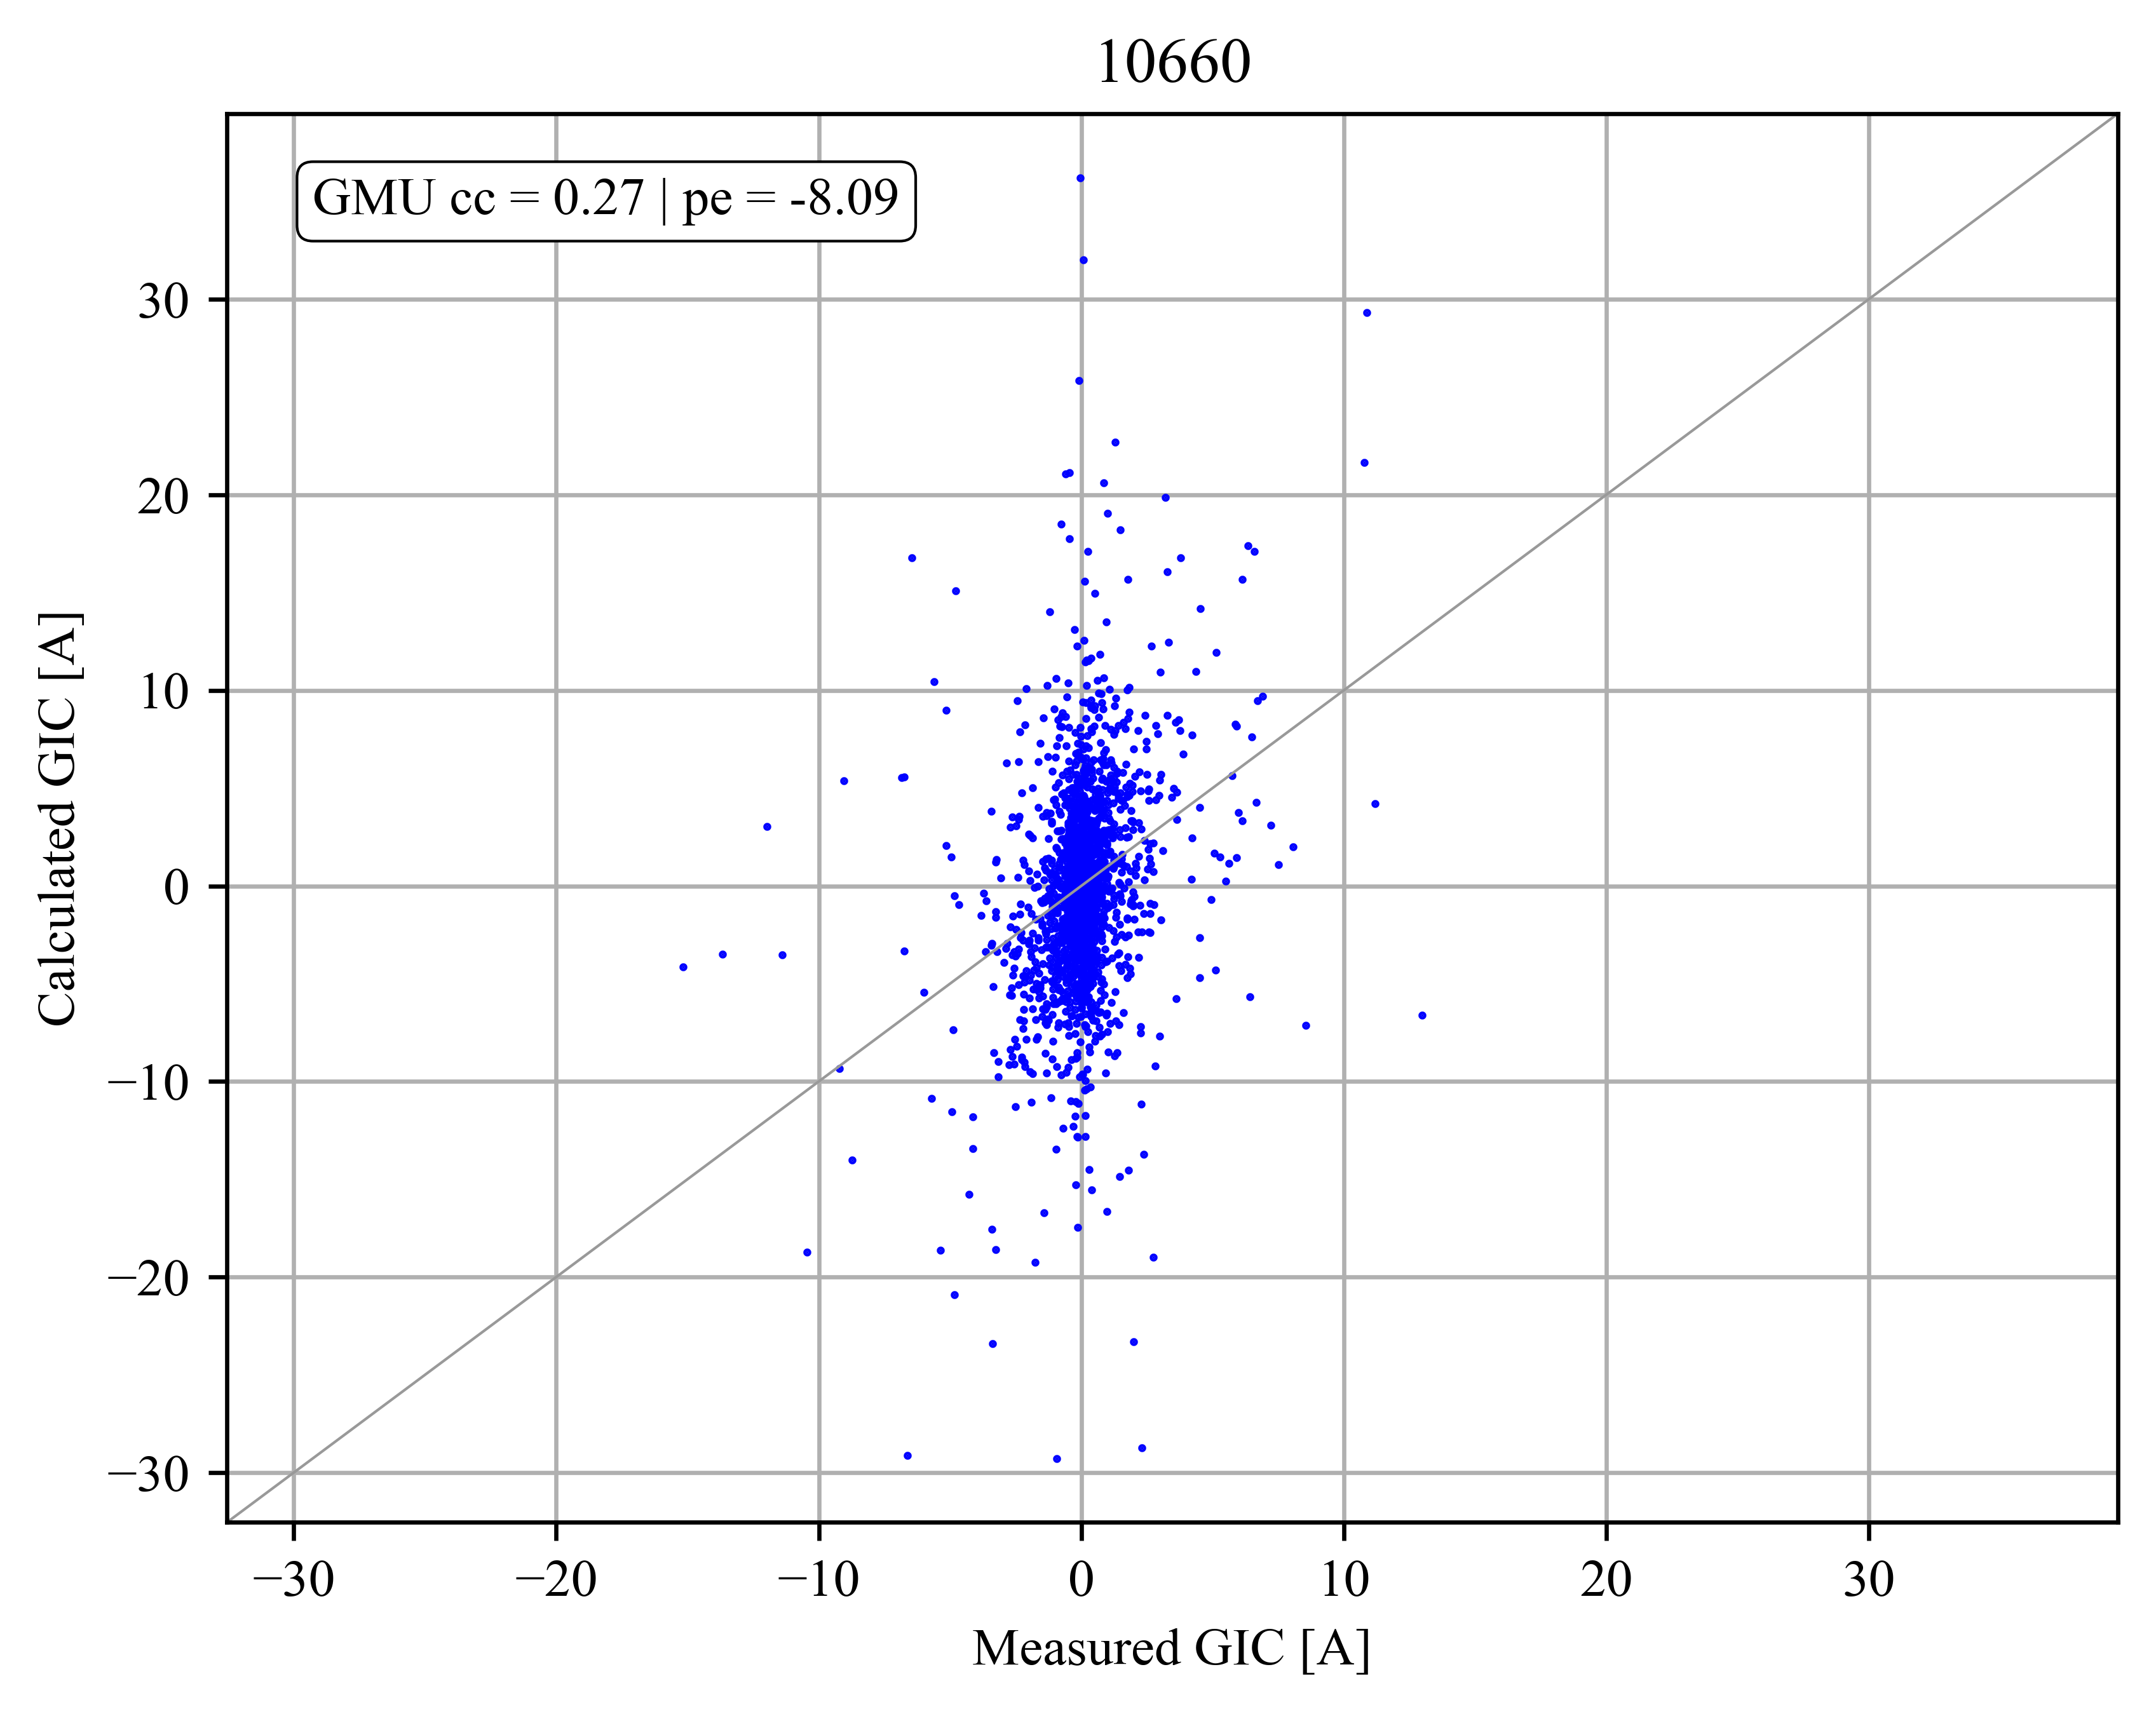 10660
GMU cc = 0.27 | pe = -8.09
Calculated GIC [A]
30
20
10
0
−10
−20
−30
−30 −20 −10 0 10 20 30
Measured GIC [A]